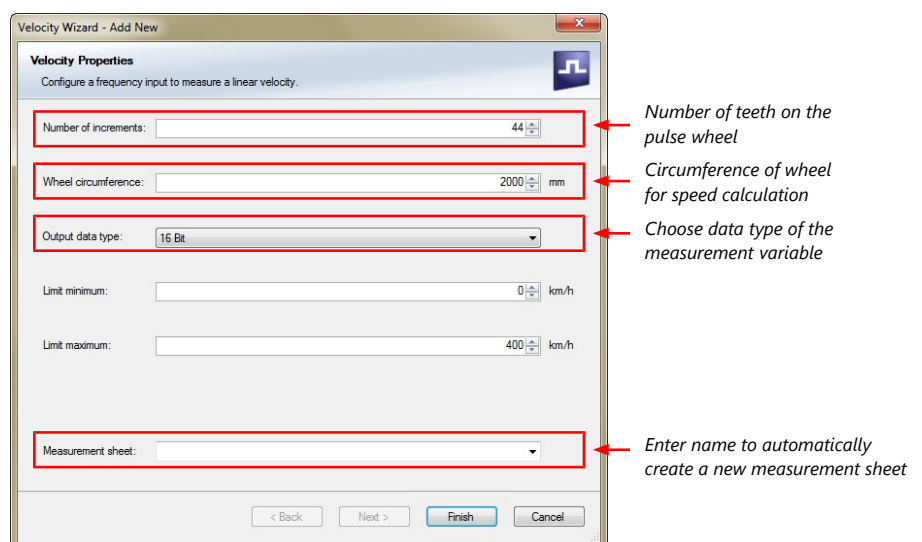 Velocity Wizard - Add New
Velocity Properties
Configure a frequency input to measure a linear velocity.
Number of increments: 44
Number of teeth on the
pulse wheel
Wheel circumference: 2000 mm
Circumference of wheel
for speed calculation
Output data type: 16 Bit
Choose data type of the
measurement variable
Limit minimum: 0 km/h
Limit maximum: 400 km/h
Measurement sheet:
Enter name to automatically
create a new measurement sheet
< Back Next > Finish Cancel